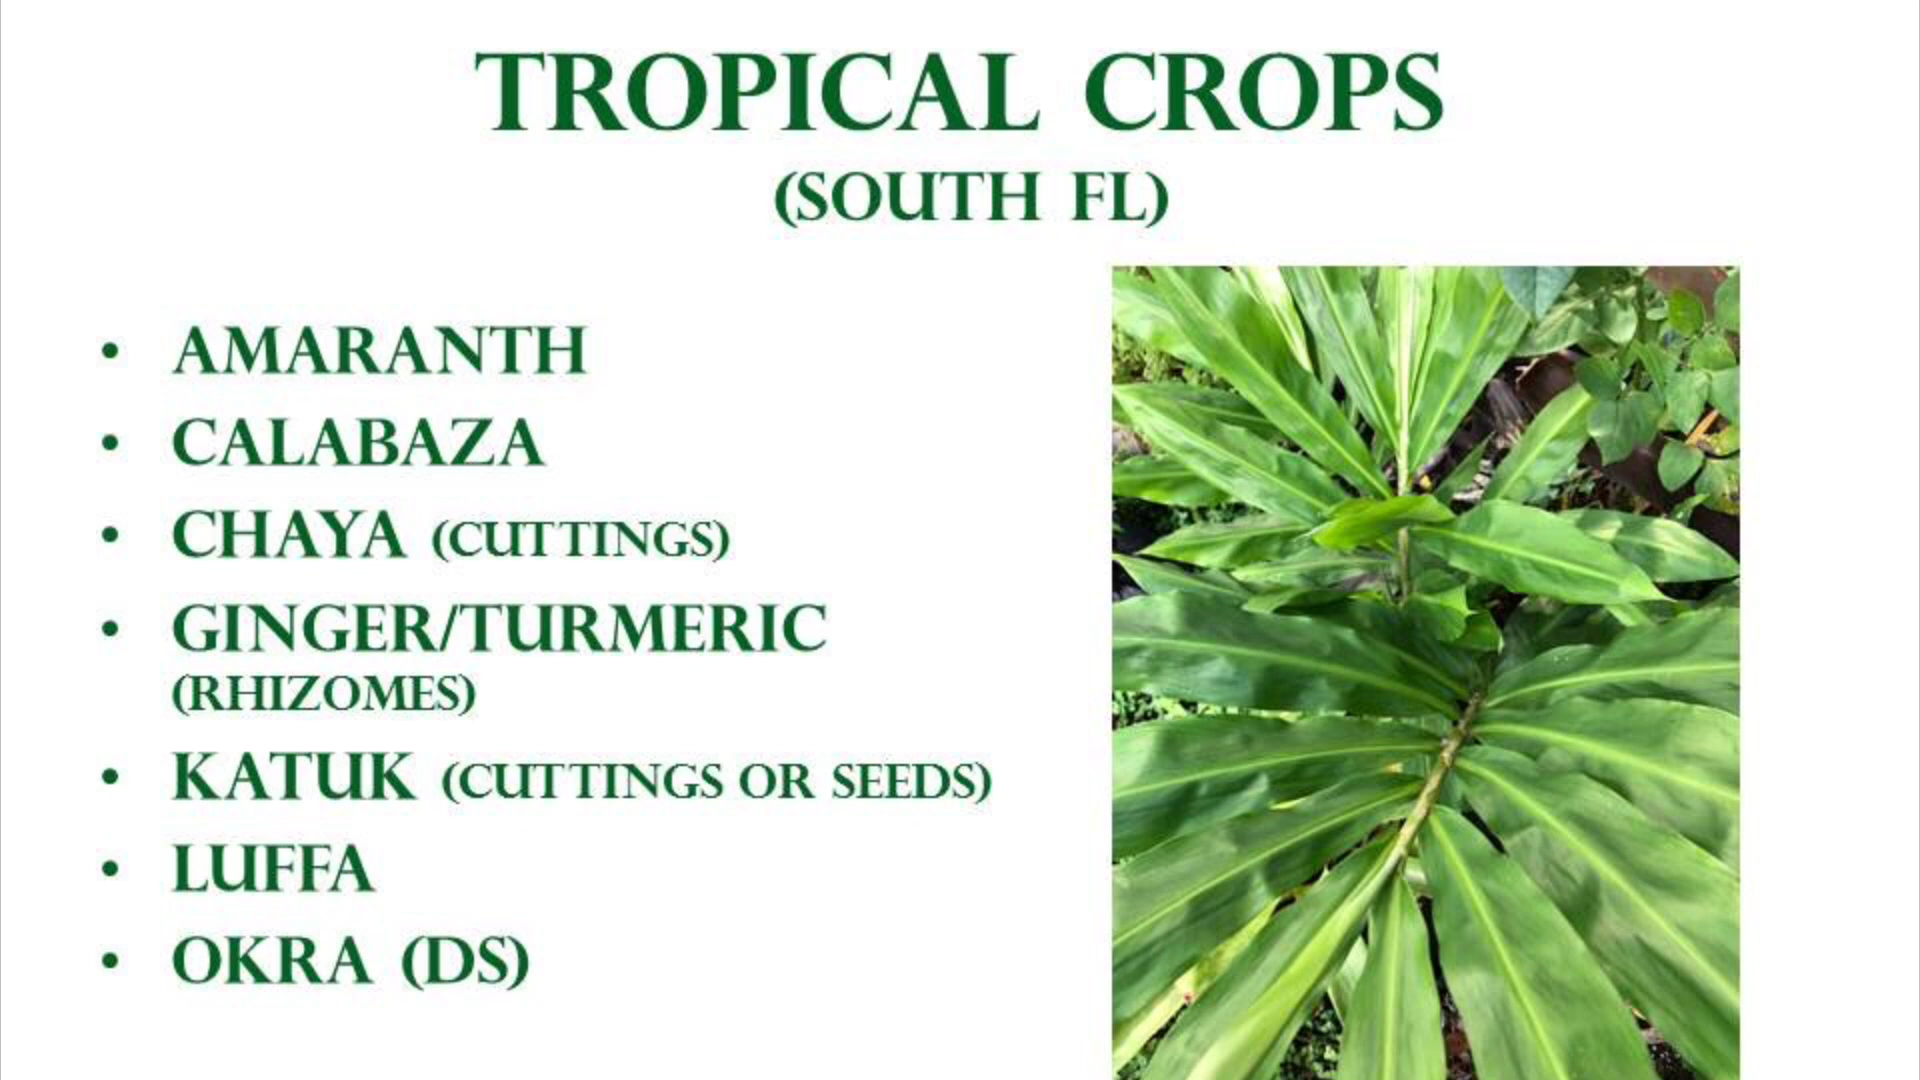 TROPICAL CROPS
(SOUTH FL)
• AMARANTH
• CALABAZA
• CHAYA (CUTTINGS)
• GINGER/TURMERIC
(RHIZOMES)
• KATUK (CUTTINGS OR SEEDS)
• LUFFA
• OKRA (DS)